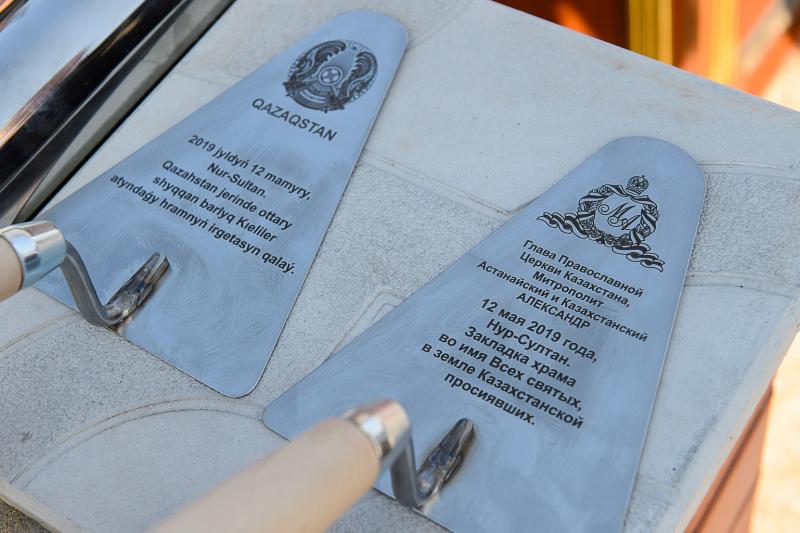 QAZAQSTAN
2019 jyldyń 12 mamyry,
Nur-Sultan.
Qazahstan jerinde ottary
shyqqan barlyq Kieliler
atyndaǵy hramnyń irgetasyn qalaý.
МА
Глава Православной
Церкви Казахстана,
Митрополит
Астанайский и Казахстанский
АЛЕКСАНДР
12 мая 2019 года,
Нур-Султан.
Закладка храма
во имя Всех святых,
в земле Казахстанской
просиявших.